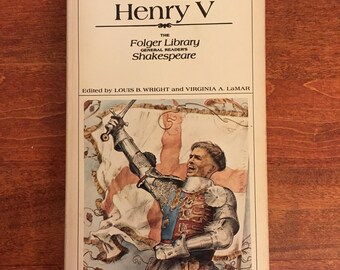 Henry V
THE
Folger Library
GENERAL READER'S
Shakespeare
Edited by LOUIS B. WRIGHT and VIRGINIA A. LaMAR